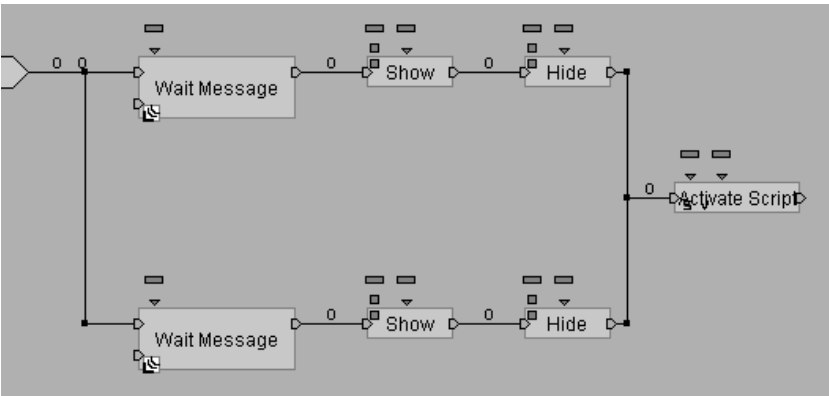 0 0 Wait Message 0 Show 0 Hide
0 Activate Script
S V
Wait Message 0 Show 0 Hide